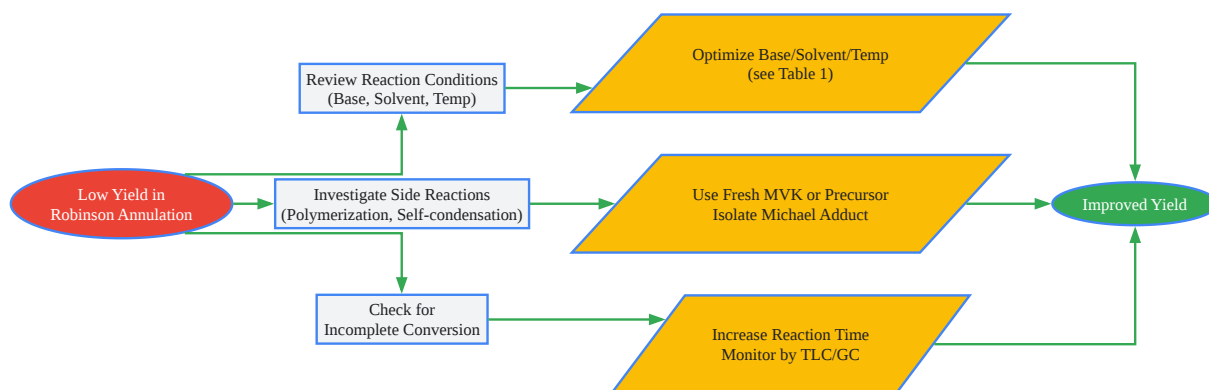 Low Yield in
Robinson Annulation
Review Reaction Conditions
(Base, Solvent, Temp)
Optimize Base/Solvent/Temp
(see Table 1)
Investigate Side Reactions
(Polymerization, Self-condensation)
Use Fresh MVK or Precursor
Isolate Michael Adduct
Check for
Incomplete Conversion
Increase Reaction Time
Monitor by TLC/GC
Improved Yield